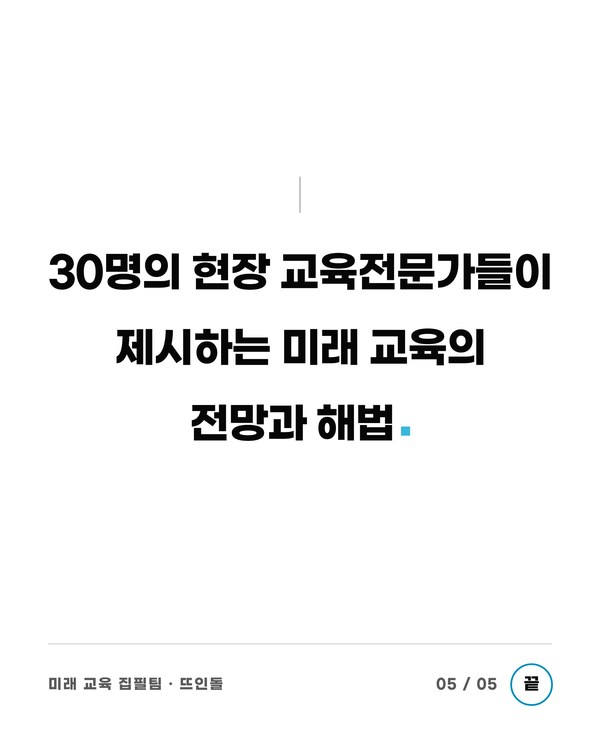 30명의 현장 교육전문가들이
제시하는 미래 교육의
전망과 해법.
미래 교육 집필팀 · 뜨인돌
05 / 05
끝